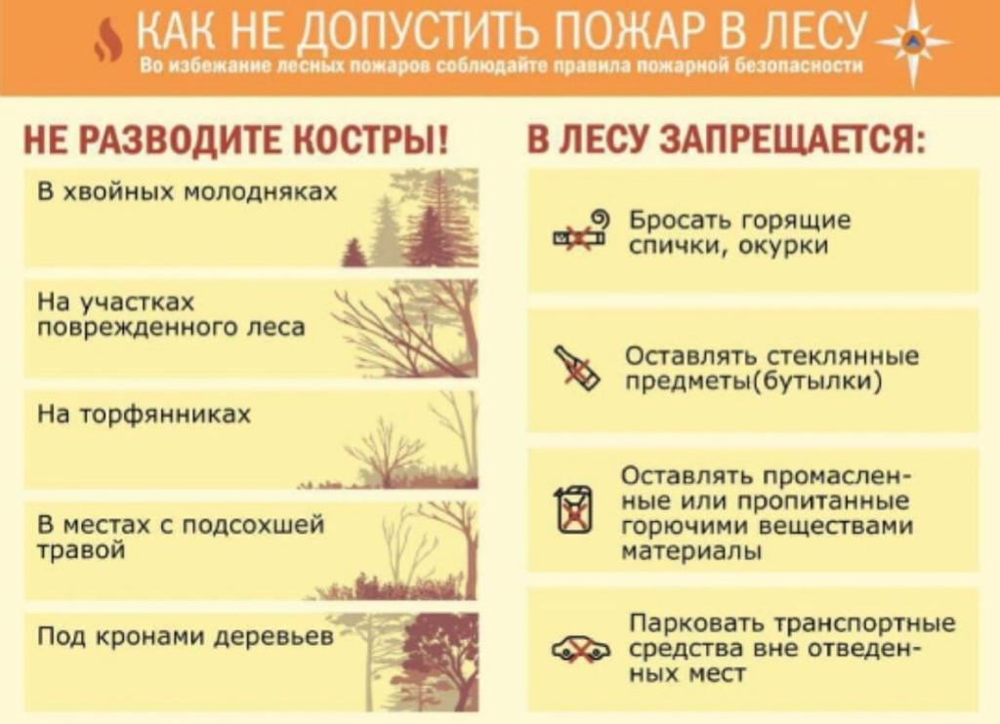 КАК НЕ ДОПУСТИТЬ ПОЖАР В ЛЕСУ
Во избежание лесных пожаров соблюдайте правила пожарной безопасности
НЕ РАЗВОДИТЕ КОСТРЫ!
В хвойных молодняках
На участках
поврежденного леса
На торфянниках
В местах с подсохшей
травой
Под кронами деревьев
В ЛЕСУ ЗАПРЕЩАЕТСЯ:
Бросать горящие
спички, окурки
Оставлять стеклянные
предметы(бутылки)
Оставлять промаслен-
ные или пропитанные
горючими веществами
материалы
Парковать транспортные
средства вне отведен-
ных мест